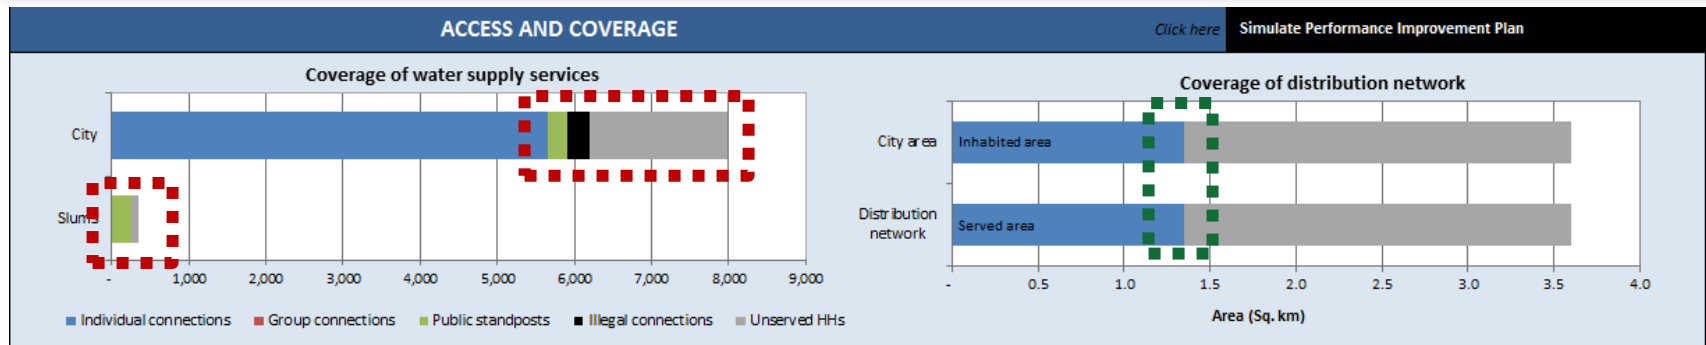 ACCESS AND COVERAGE
Click here
Simulate Performance Improvement Plan
Coverage of water supply services
City
Slums
-
1,000
2,000
3,000
4,000
5,000
6,000
7,000
8,000
9,000
Individual connections
Group connections
Public standposts
Illegal connections
Unserved HHs
Coverage of distribution network
City area
Inhabited area
Distribution
network
Served area
-
0.5
1.0
1.5
2.0
2.5
3.0
3.5
4.0
Area (Sq. km)